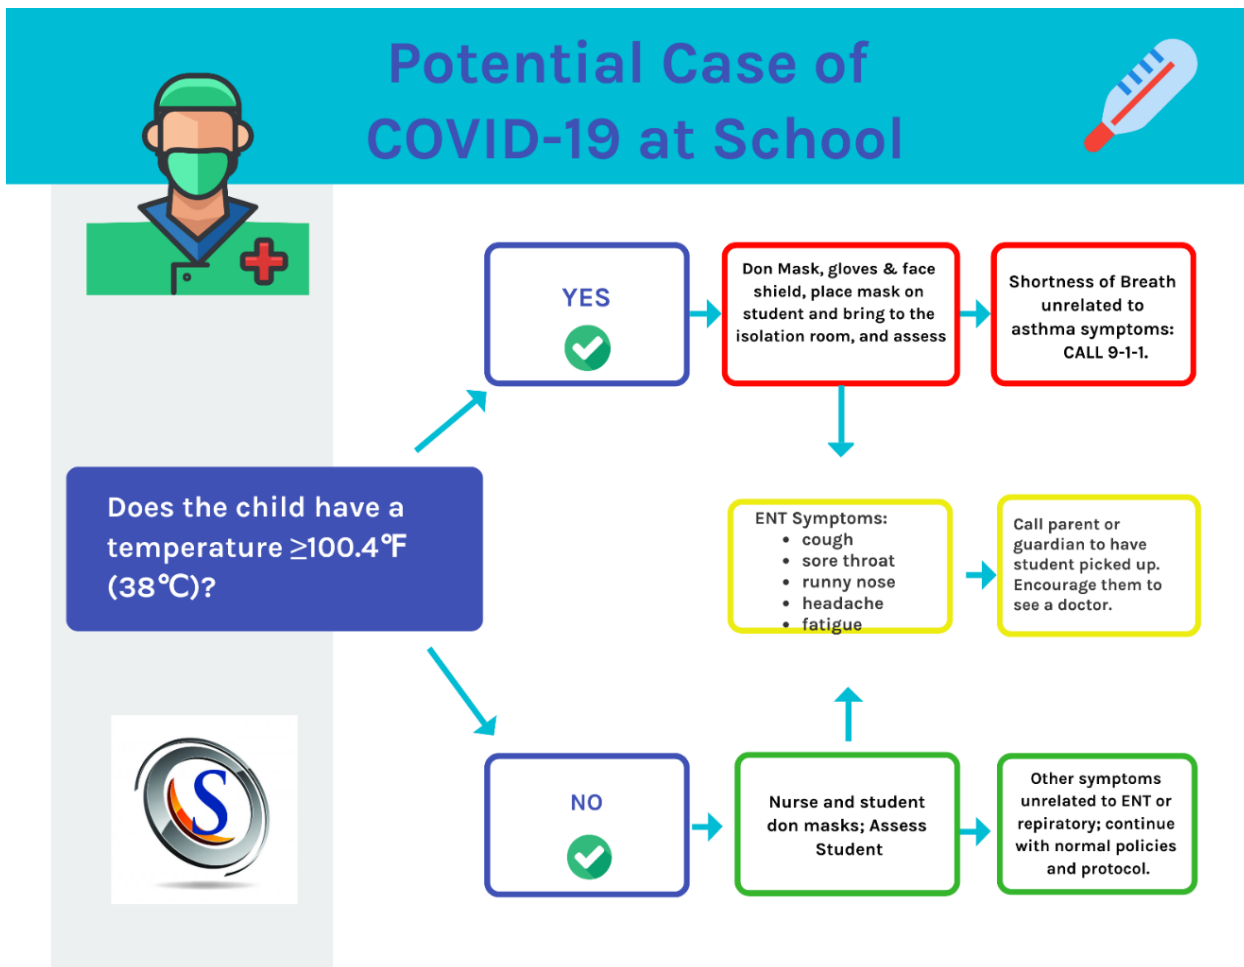 Potential Case of
COVID-19 at School
YES
Don Mask, gloves & face
shield, place mask on
student and bring to the
isolation room, and assess
Shortness of Breath
unrelated to
asthma symptoms:
CALL 9-1-1.
Does the child have a
temperature ≥100.4℉
(38℃)?
ENT Symptoms:
• cough
• sore throat
• runny nose
• headache
• fatigue
Call parent or
guardian to have
student picked up.
Encourage them to
see a doctor.
S
NO
Nurse and student
don masks; Assess
Student
Other symptoms
unrelated to ENT or
repiratory; continue
with normal policies
and protocol.